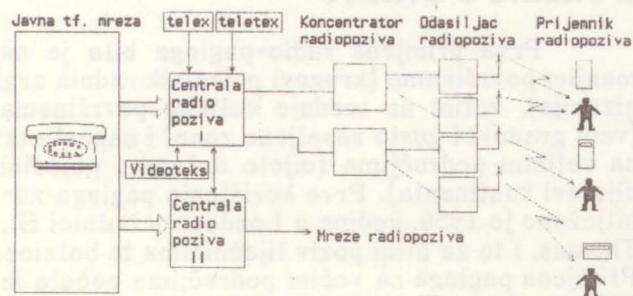 Javna tf. mreza
telex
teletex
Koncentrator
radiopoziva
Odasiljac
radiopoziva
Prijemnik
radiopoziva
Centrala
radio
poziva
I
Videoteks
Centrala
radio
poziva
II
Mreze radiopoziva